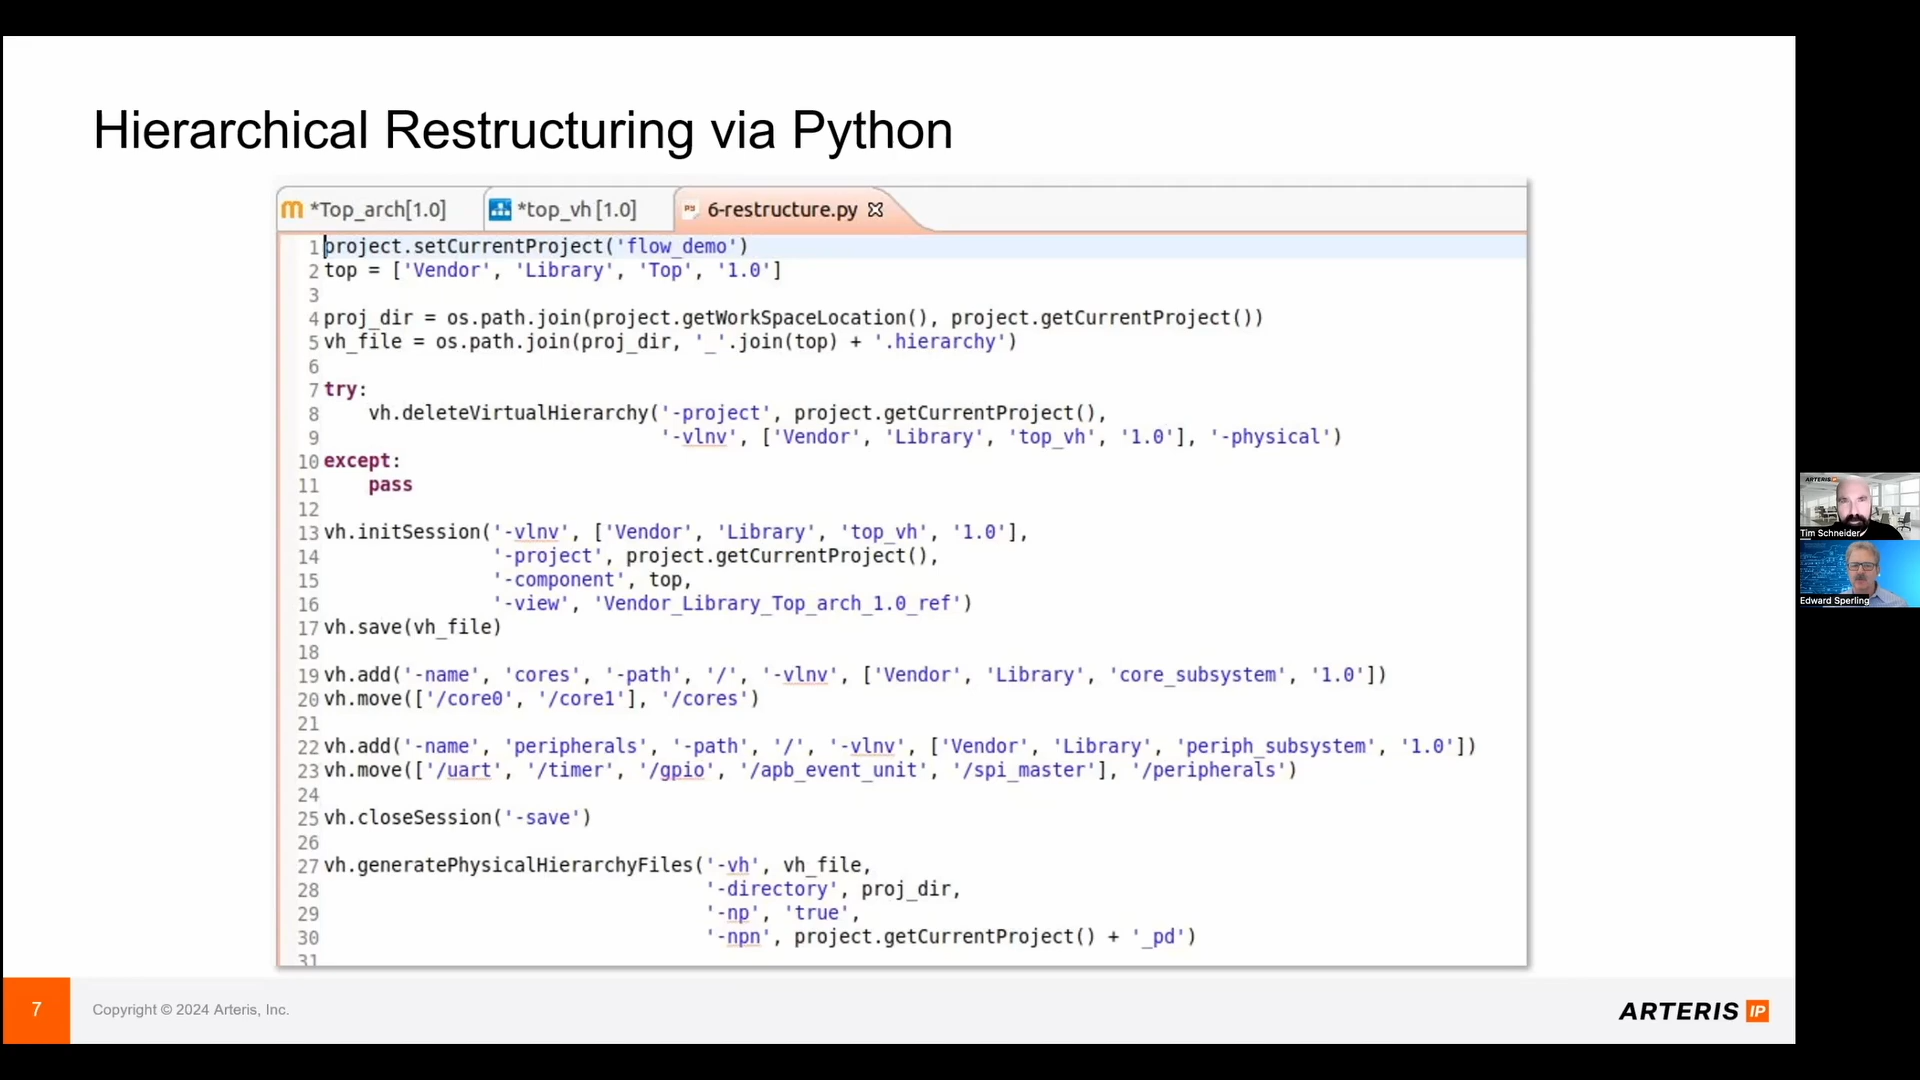 Hierarchical Restructuring via Python
*Top_arch[1.0]
*top_vh [1.0]
6-restructure.py
1 project.setCurrentProject('flow_demo')
2 top = ['Vendor', 'Library', 'Top', '1.0']
3
4 proj_dir = os.path.join(project.getWorkSpaceLocation(), project.getCurrentProject())
5 vh_file = os.path.join(proj_dir, '_'.join(top) + '.hierarchy')
6
7 try:
8     vh.deleteVirtualHierarchy('-project', project.getCurrentProject(),
9                               '-vlnv', ['Vendor', 'Library', 'top_vh', '1.0'], '-physical')
10 except:
11     pass
12
13 vh.initSession('-vlnv', ['Vendor', 'Library', 'top_vh', '1.0'],
14                '-project', project.getCurrentProject(),
15                '-component', top,
16                '-view', 'Vendor_Library_Top_arch_1.0_ref')
17 vh.save(vh_file)
18
19 vh.add('-name', 'cores', '-path', '/', '-vlnv', ['Vendor', 'Library', 'core_subsystem', '1.0'])
20 vh.move(['/core0', '/core1'], '/cores')
21
22 vh.add('-name', 'peripherals', '-path', '/', '-vlnv', ['Vendor', 'Library', 'periph_subsystem', '1.0'])
23 vh.move(['/uart', '/timer', '/gpio', '/apb_event_unit', '/spi_master'], '/peripherals')
24
25 vh.closeSession('-save')
26
27 vh.generatePhysicalHierarchyFiles('-vh', vh_file,
28                                   '-directory', proj_dir,
29                                   '-np', 'true',
30                                   '-npn', project.getCurrentProject() + '_pd')
31
7
Copyright © 2024 Arteris, Inc.
ARTERIS IP
ARTERIS IP
Tim Schneider
Edward Sperling